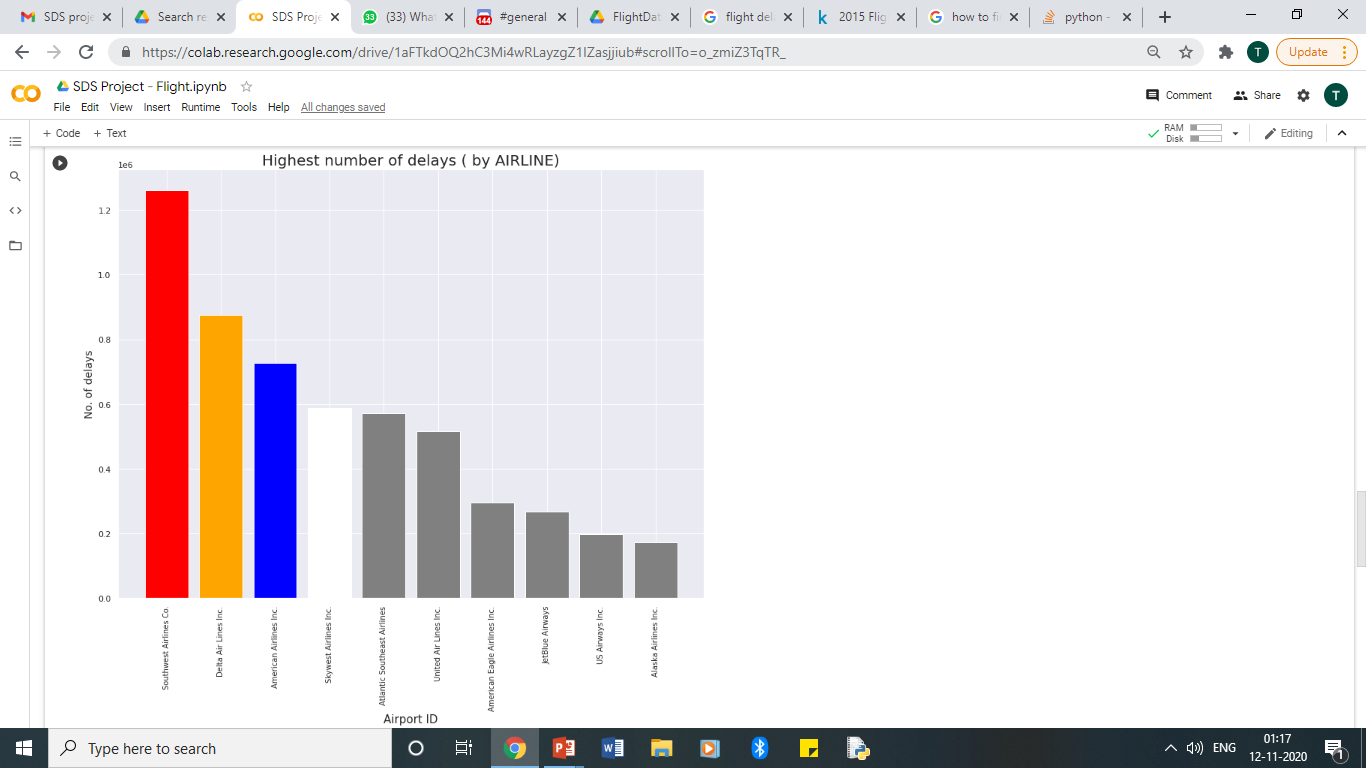 SDS proje
Search re
SDS Proje
33
(33) What
144
#general
FlightDat
flight del
k
2015 Flig
how to fi
python -
https://colab.research.google.com/drive/1aFTkdOQ2hC3Mi4wRLayzgZ1IZasjjiub#scrollTo=o_zmiZ3TqTR_
T
Update
SDS Project - Flight.ipynb
File Edit View Insert Runtime Tools Help All changes saved
Comment
Share
T
+ Code + Text
RAM
Disk
Editing
Highest number of delays ( by AIRLINE)
1e6
1.2
1.0
0.8
0.6
0.4
0.2
0.0
No. of delays
Southwest Airlines Co.
Delta Air Lines Inc.
American Airlines Inc.
Skywest Airlines Inc.
Atlantic Southeast Airlines
United Air Lines Inc.
American Eagle Airlines Inc.
JetBlue Airways
US Airways Inc.
Alaska Airlines Inc.
Airport ID
Type here to search
ENG
01:17
12-11-2020
1